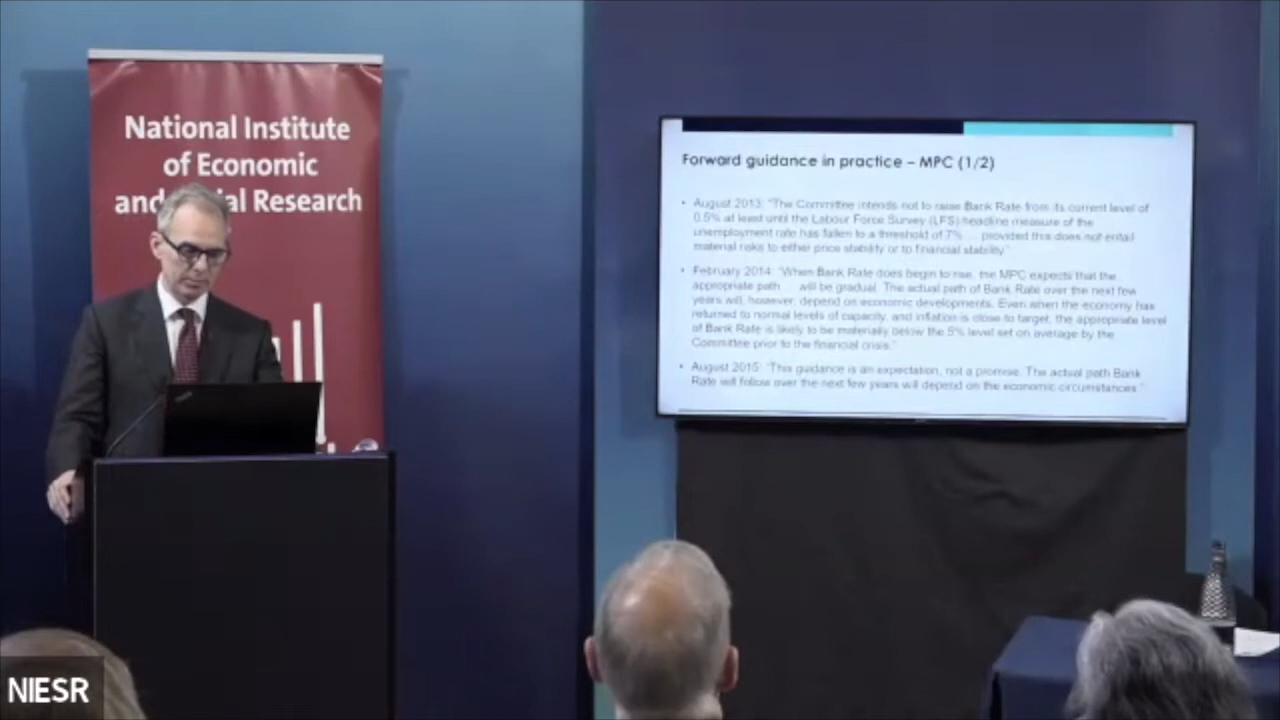 National Institute
of Economic
and ial Research
Forward guidance in practice – MPC (1/2)
• August 2013: "The Committee intends not to raise Bank Rate from its current level of
0.5% at least until the Labour Force Survey (LFS) headline measure of the
unemployment rate has fallen to a threshold of 7% ... provided this does not entail
material risks to either price stability or to financial stability."
• February 2014: "When Bank Rate does begin to rise, the MPC expects that the
appropriate path ... will be gradual. The actual path of Bank Rate over the next few
years will, however, depend on economic developments. Even when the economy has
returned to normal levels of capacity, and inflation is close to target, the appropriate level
of Bank Rate is likely to be materially below the 5% level set on average by the
Committee prior to the financial crisis."
• August 2015: "This guidance is an expectation, not a promise. The actual path Bank
Rate will follow over the next few years will depend on the economic circumstances."
NIESR